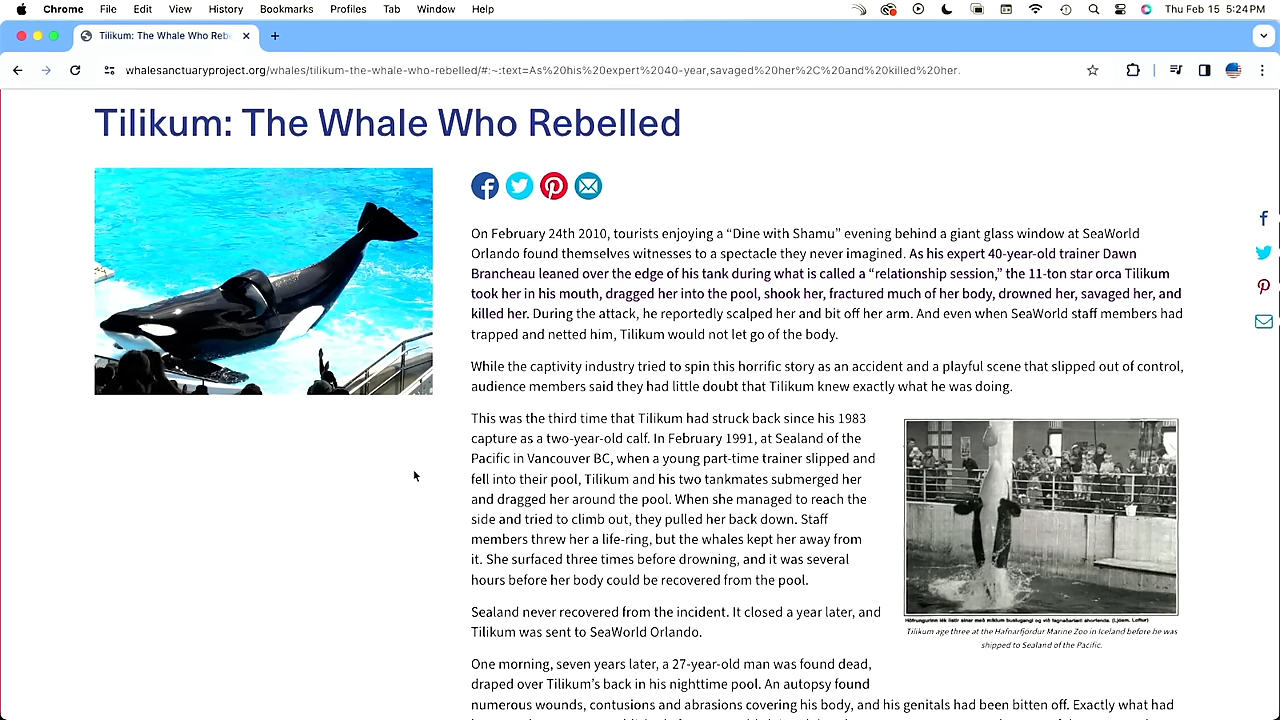 Chrome File Edit View History Bookmarks Profiles Tab Window Help Thu Feb 15 5:24 PM
Tilikum: The Whale Who Reb
whalesanctuaryproject.org/whales/tilikum-the-whale-who-rebelled/#:~:text=As%20his%20expert%2040-year,savaged%20her%2C%20and%20killed%20her.
Tilikum: The Whale Who Rebelled
On February 24th 2010, tourists enjoying a “Dine with Shamu” evening behind a giant glass window at SeaWorld
Orlando found themselves witnesses to a spectacle they never imagined. As his expert 40-year-old trainer Dawn
Brancheau leaned over the edge of his tank during what is called a “relationship session,” the 11-ton star orca Tilikum
took her in his mouth, dragged her into the pool, shook her, fractured much of her body, drowned her, savaged her, and
killed her. During the attack, he reportedly scalped her and bit off her arm. And even when SeaWorld staff members had
trapped and netted him, Tilikum would not let go of the body.
While the captivity industry tried to spin this horrific story as an accident and a playful scene that slipped out of control,
audience members said they had little doubt that Tilikum knew exactly what he was doing.
This was the third time that Tilikum had struck back since his 1983
capture as a two-year-old calf. In February 1991, at Sealand of the
Pacific in Vancouver BC, when a young part-time trainer slipped and
fell into their pool, Tilikum and his two tankmates submerged her
and dragged her around the pool. When she managed to reach the
side and tried to climb out, they pulled her back down. Staff
members threw her a life-ring, but the whales kept her away from
it. She surfaced three times before drowning, and it was several
hours before her body could be recovered from the pool.
Sealand never recovered from the incident. It closed a year later, and
Tilikum was sent to SeaWorld Orlando.
One morning, seven years later, a 27-year-old man was found dead,
draped over Tilikum’s back in his nighttime pool. An autopsy found
numerous wounds, contusions and abrasions covering his body, and his genitals had been bitten off. Exactly what had
Tilikum age three at the Hafnarfjördur Marine Zoo in Iceland before he was
shipped to Sealand of the Pacific.